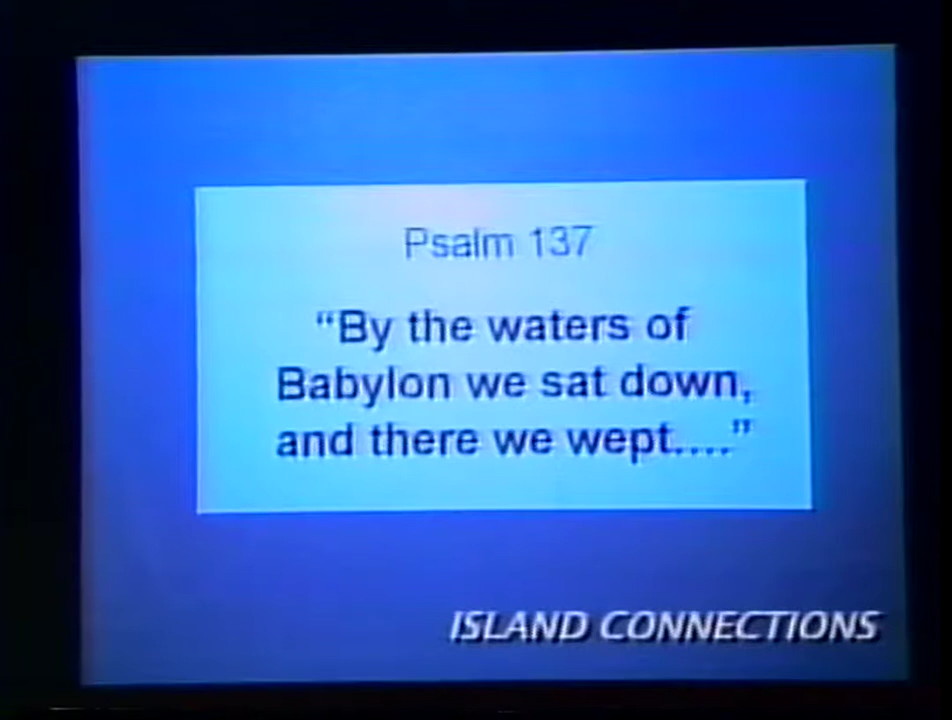 Psalm 137
“By the waters of
Babylon we sat down,
and there we wept....”
ISLAND CONNECTIONS